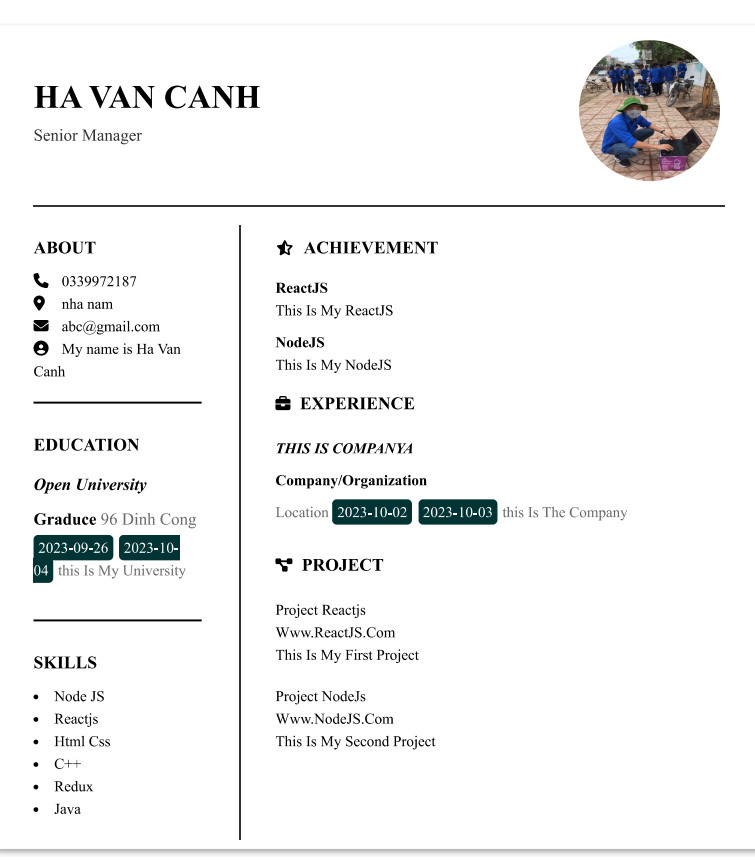 HA VAN CANH
Senior Manager
ABOUT
0339972187
nha nam
abc@gmail.com
My name is Ha Van
Canh
EDUCATION
Open University
Graduce 96 Dinh Cong
2023-09-26 2023-10-
04 this Is My University
SKILLS
Node JS
Reactjs
Html Css
C++
Redux
Java
ACHIEVEMENT
ReactJS
This Is My ReactJS
NodeJS
This Is My NodeJS
EXPERIENCE
THIS IS COMPANYA
Company/Organization
Location 2023-10-02 2023-10-03 this Is The Company
PROJECT
Project Reactjs
Www.ReactJS.Com
This Is My First Project
Project NodeJs
Www.NodeJS.Com
This Is My Second Project